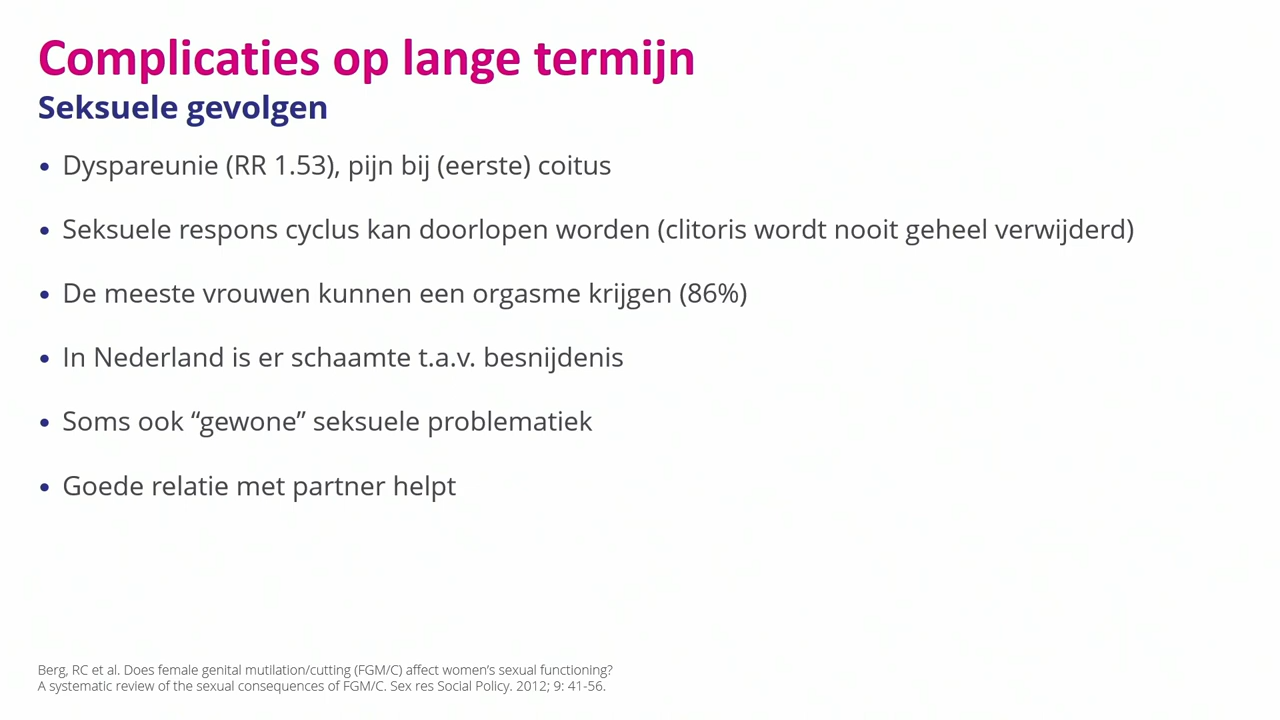 Complicaties op lange termijn
Seksuele gevolgen
• Dyspareunie (RR 1.53), pijn bij (eerste) coitus
• Seksuele respons cyclus kan doorlopen worden (clitoris wordt nooit geheel verwijderd)
• De meeste vrouwen kunnen een orgasme krijgen (86%)
• In Nederland is er schaamte t.a.v. besnijdenis
• Soms ook “gewone” seksuele problematiek
• Goede relatie met partner helpt
Berg, RC et al. Does female genital mutilation/cutting (FGM/C) affect women’s sexual functioning?
A systematic review of the sexual consequences of FGM/C. Sex res Social Policy. 2012; 9: 41-56.